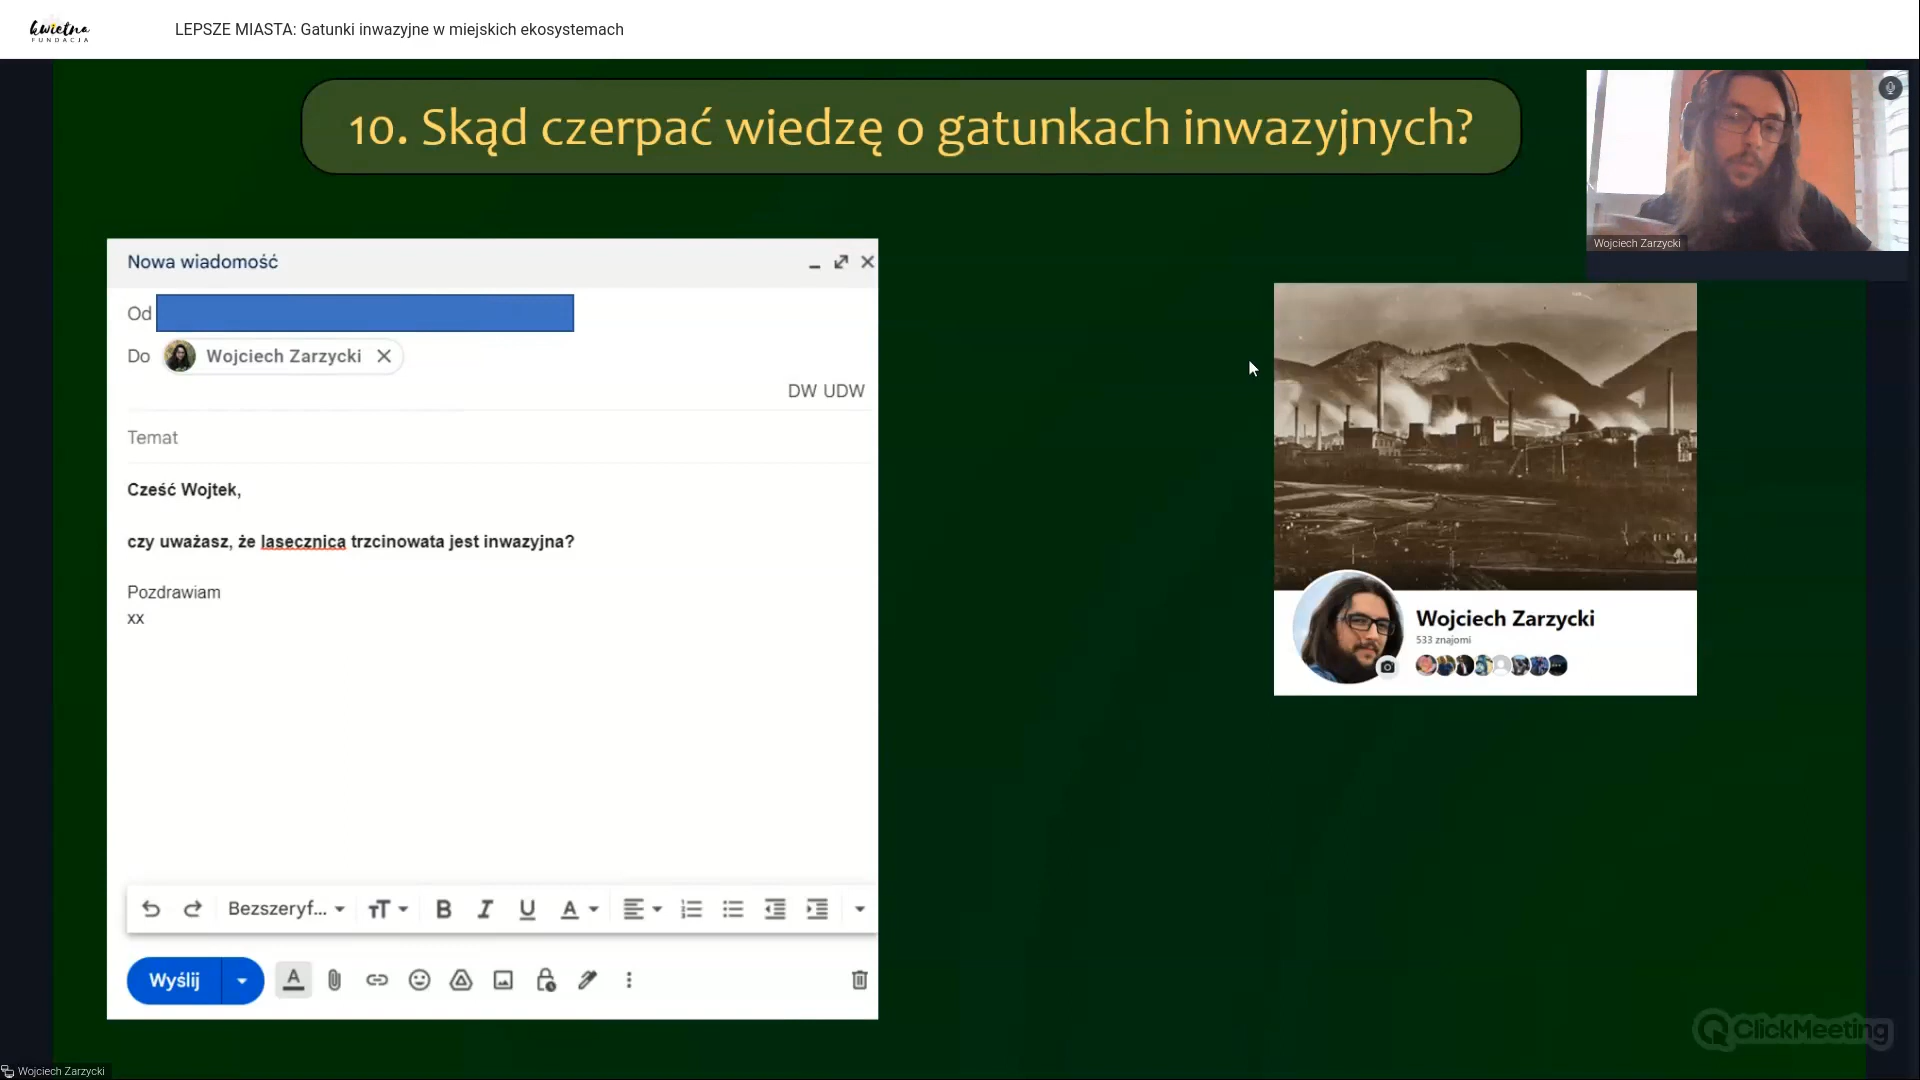 kwietna
FUNDACJA
LEPSZE MIASTA: Gatunki inwazyjne w miejskich ekosystemach
10. Skąd czerpać wiedzę o gatunkach inwazyjnych?
Wojciech Zarzycki
Nowa wiadomość
Od
Do Wojciech Zarzycki
DW UDW
Temat
Cześć Wojtek,
czy uważasz, że lasecznica trzcinowata jest inwazyjna?
Pozdrawiam
xx
Bezszeryf...
Wyślij
Wojciech Zarzycki
533 znajomi
ClickMeeting
Wojciech Zarzycki